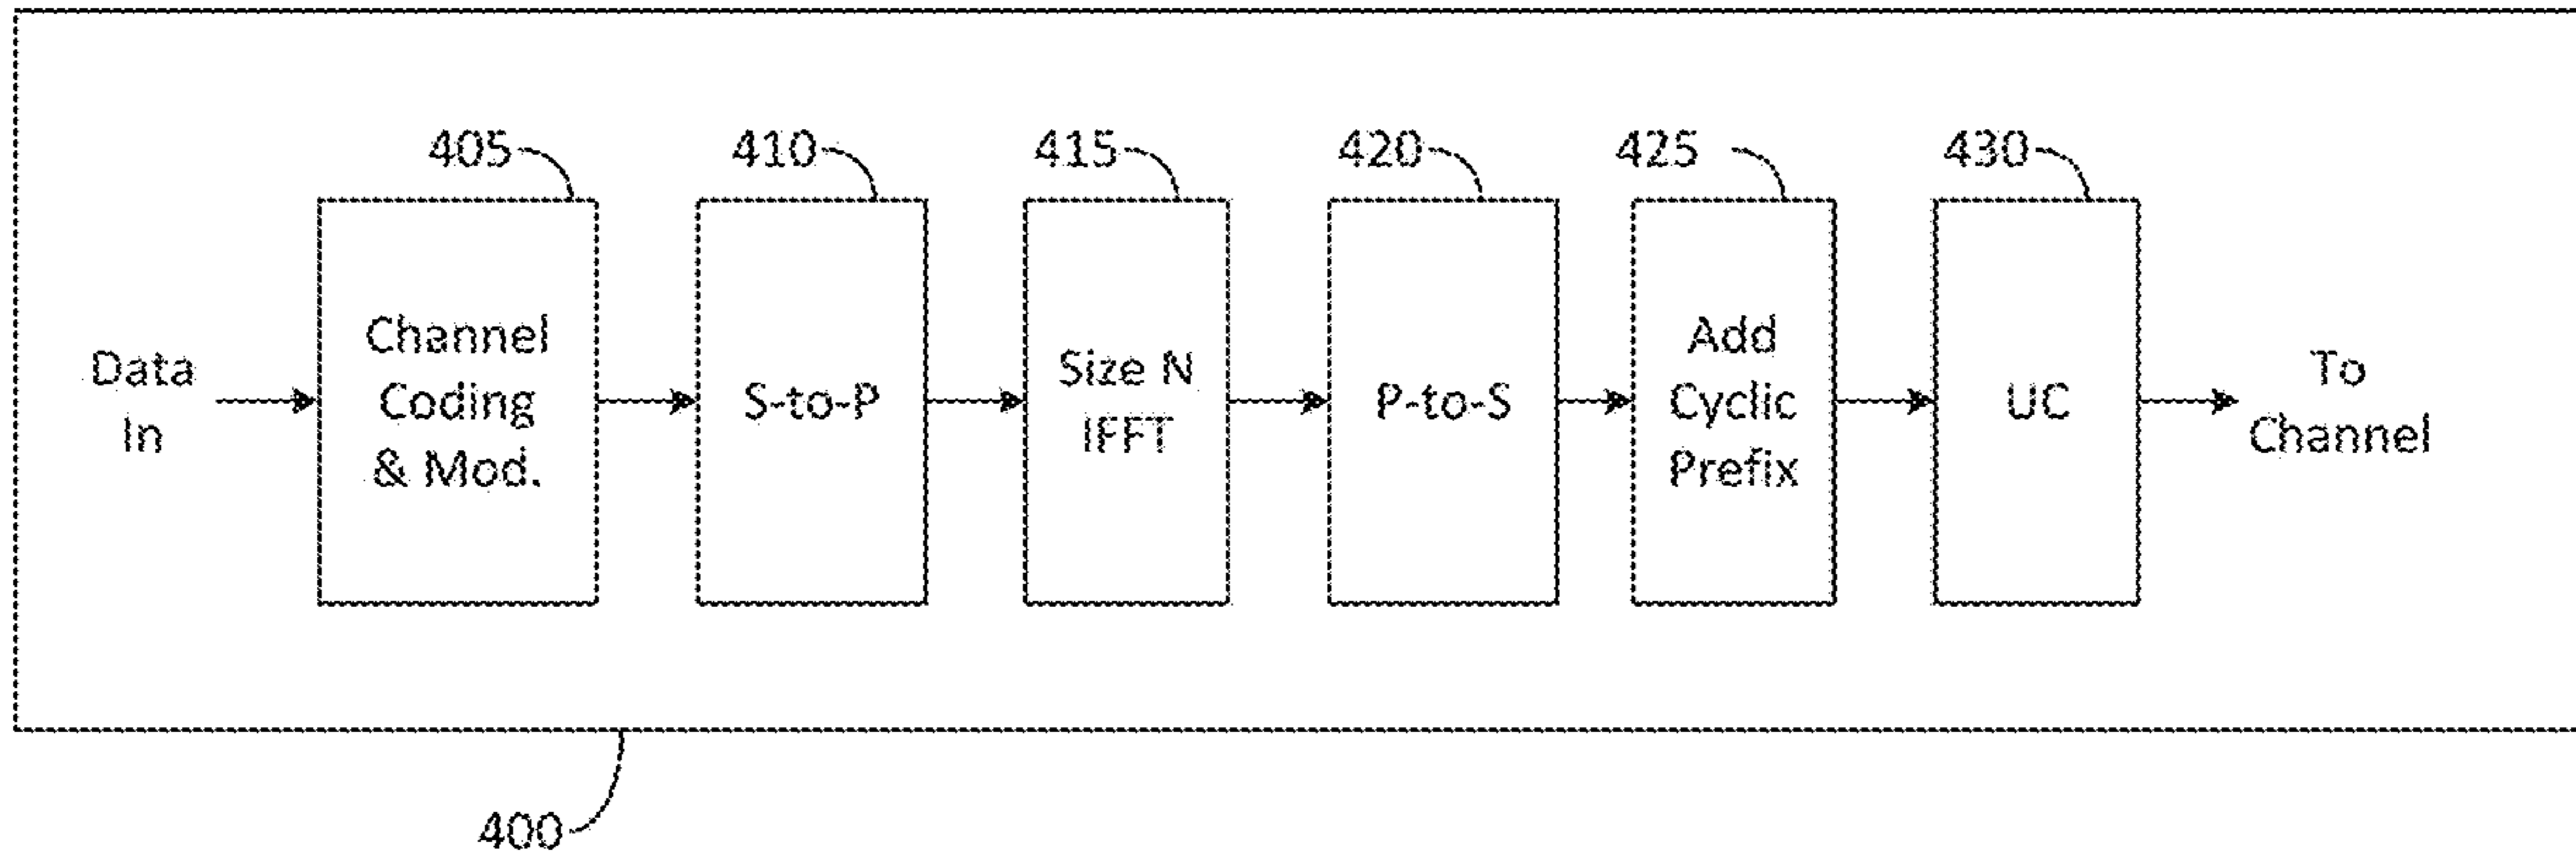 405
410
415
420
425
430
Data
In
Channel
Coding
& Mod.
S-to-P
Size N
IFFT
P-to-S
Add
Cyclic
Prefix
UC
To
Channel
400